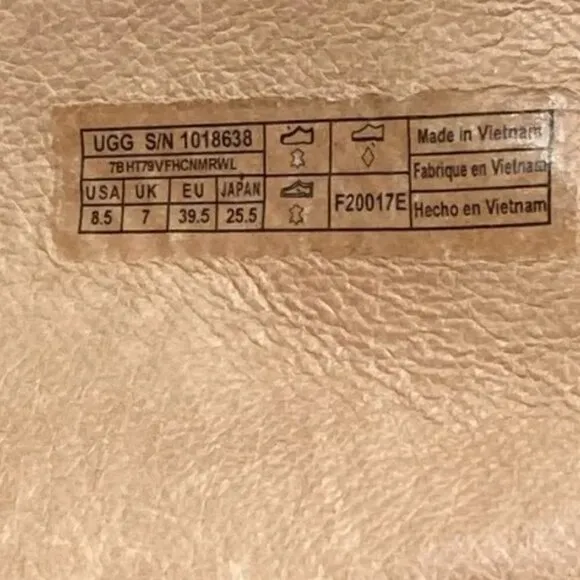 UGG S/N 1018638
7BHT79VFHCNMRWL
USA UK EU JAPAN
8.5 7 39.5 25.5
F20017E
Made in Vietnam
Fabrique en Vietnam
Hecho en Vietnam